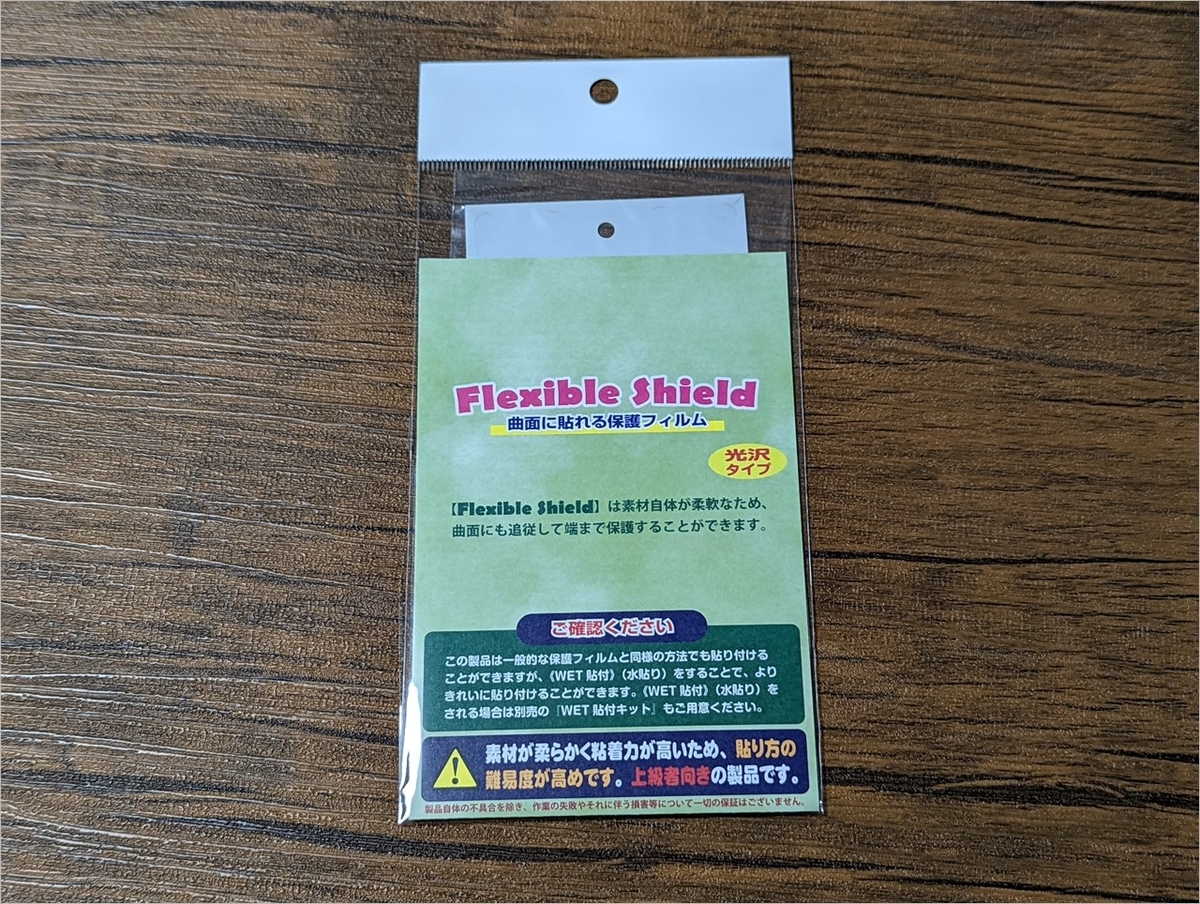 Flexible Shield
曲面に貼れる保護フィルム
光沢
タイプ
【Flexible Shield】は素材自体が柔軟なため、
曲面にも追従して端まで保護することができます。
ご確認ください
この製品は一般的な保護フィルムと同様の方法でも貼り付ける
ことができますが、《WET 貼付》（水貼り）をすることで、より
きれいに貼り付けることができます。《WET 貼付》（水貼り）を
される場合は別売の『WET 貼付キット』もご用意ください。
素材が柔らかく粘着力が高いため、貼り方の
難易度が高めです。上級者向きの製品です。
製品自体の不具合を除き、作業の失敗やそれに伴う損害等について一切の保証はございません。